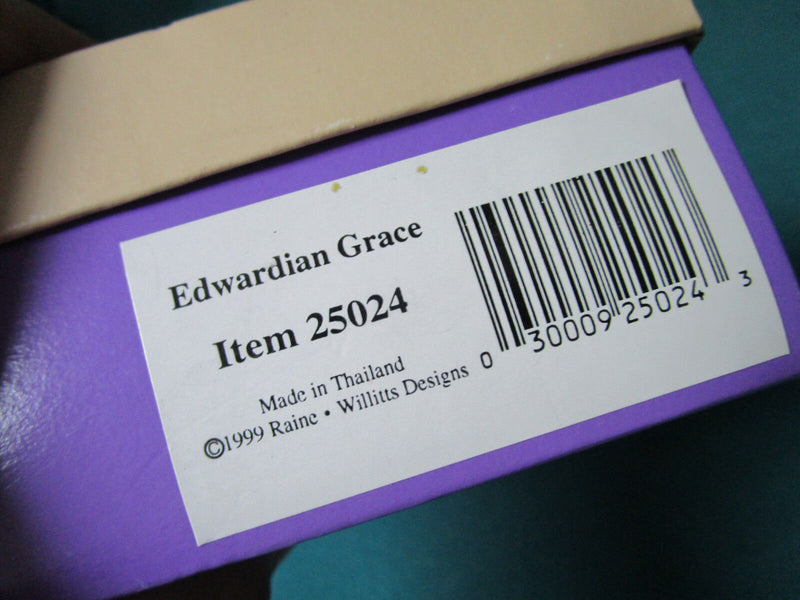 Edwardian Grace
Item 25024
Made in Thailand
©1999 Raine • Willitts Designs
0 30009 25024 3